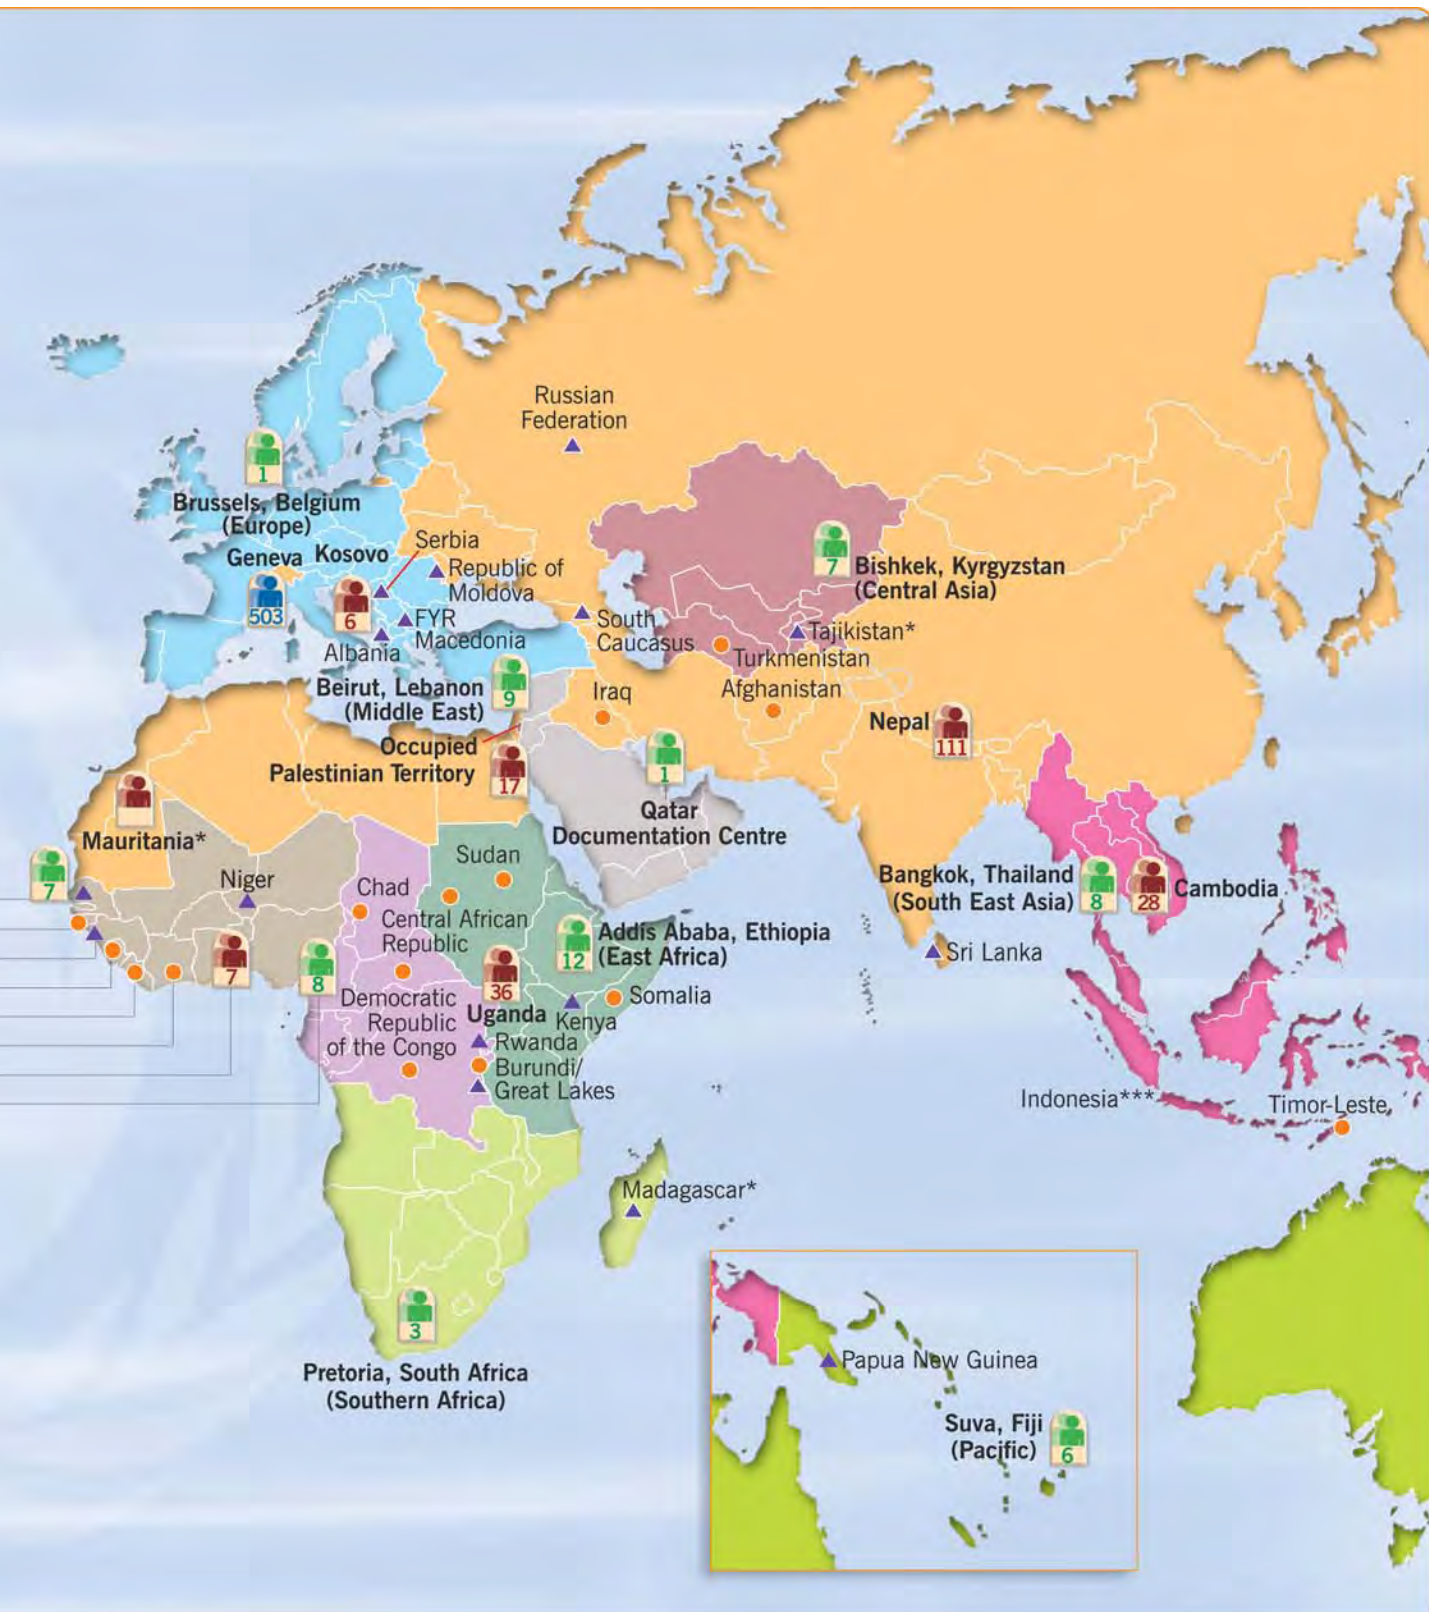 Russian
Federation
1
Brussels, Belgium
(Europe)
Serbia
Geneva
Kosovo
Republic of
Moldova
7
Bishkek, Kyrgyzstan
(Central Asia)
503
6
FYR
Macedonia
Albania
South
Caucasus
Tajikistan*
Turkmenistan
Beirut, Lebanon
(Middle East)
9
Iraq
Afghanistan
Nepal
111
Occupied
Palestinian Territory
17
1
Qatar
Documentation Centre
Mauritania*
7
Niger
Chad
Sudan
Central African
Republic
Bangkok, Thailand
(South East Asia)
8
28
Cambodia
Addis Ababa, Ethiopia
(East Africa)
12
Sri Lanka
7
8
36
Uganda
Democratic
Republic
of the Congo
Kenya
Somalia
Rwanda
Burundi/
Great Lakes
Indonesia***
Timor-Leste
Madagascar*
3
Pretoria, South Africa
(Southern Africa)
Papua New Guinea
Suva, Fiji
(Pacific)
6